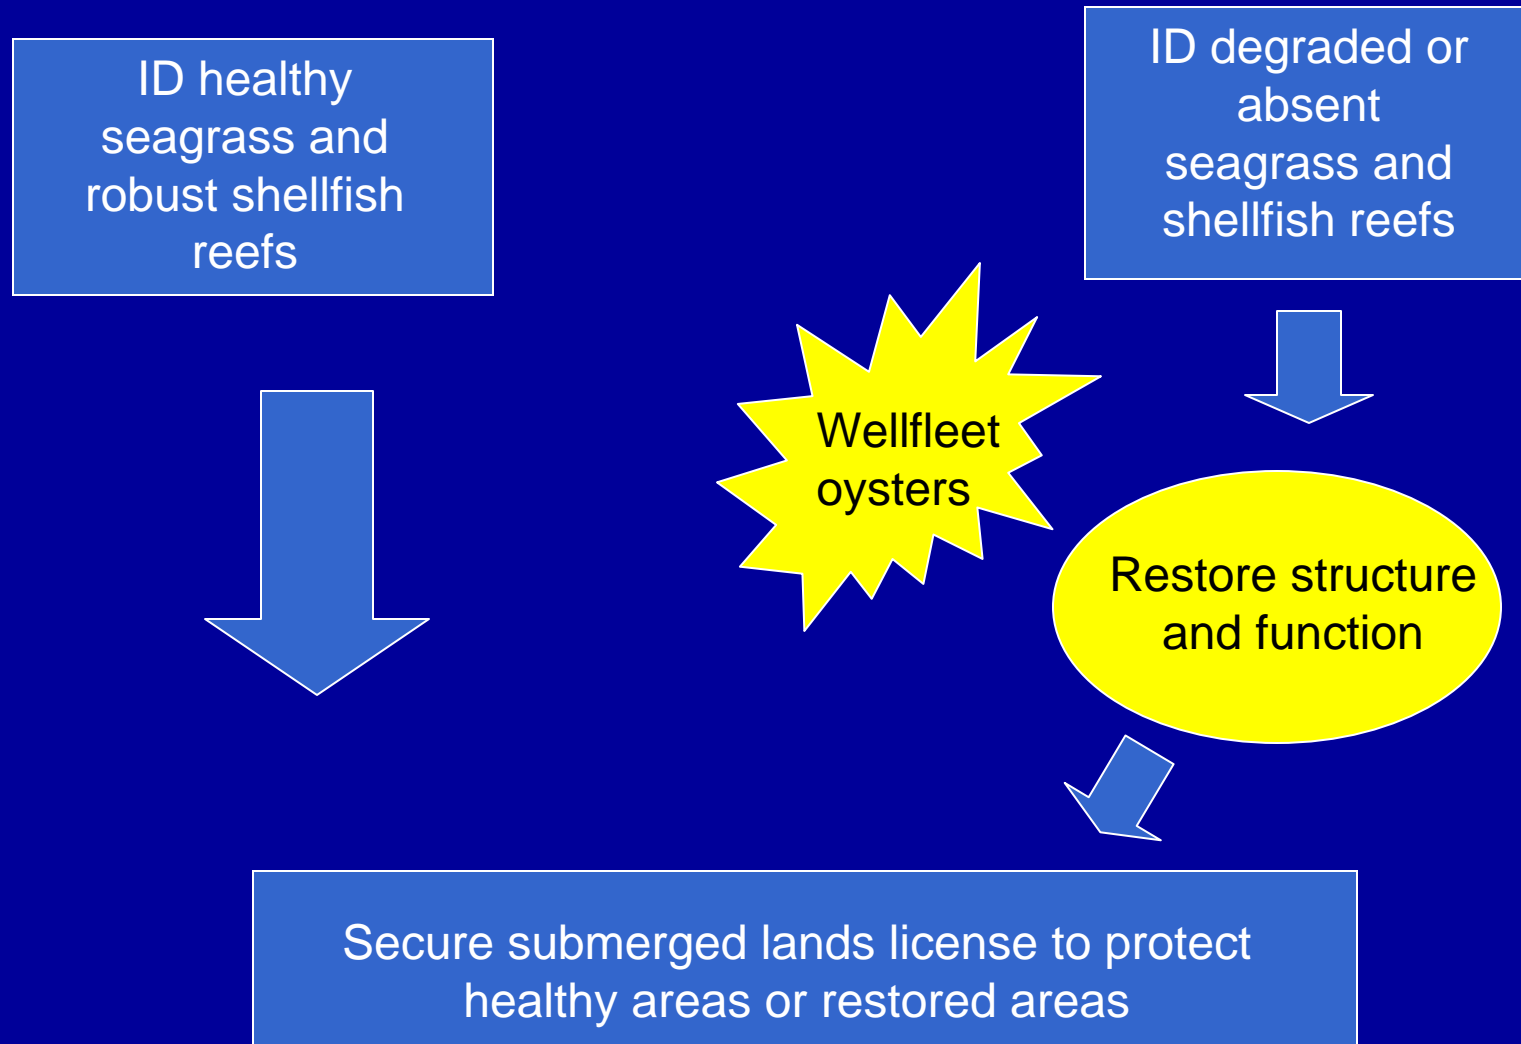 ID healthy
seagrass and
robust shellfish
reefs
ID degraded or
absent
seagrass and
shellfish reefs
Wellfleet
oysters
Restore structure
and function
Secure submerged lands license to protect
healthy areas or restored areas